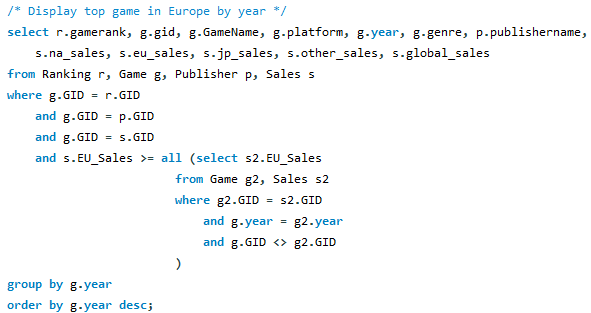 /* Display top game in Europe by year */
select r.gamerank, g.gid, g.GameName, g.platform, g.year, g.genre, p.publishername,
    s.na_sales, s.eu_sales, s.jp_sales, s.other_sales, s.global_sales
from Ranking r, Game g, Publisher p, Sales s
where g.GID = r.GID
    and g.GID = p.GID
    and g.GID = s.GID
    and s.EU_Sales >= all (select s2.EU_Sales
                        from Game g2, Sales s2
                        where g2.GID = s2.GID
                            and g.year = g2.year
                            and g.GID <> g2.GID
                        )
group by g.year
order by g.year desc;